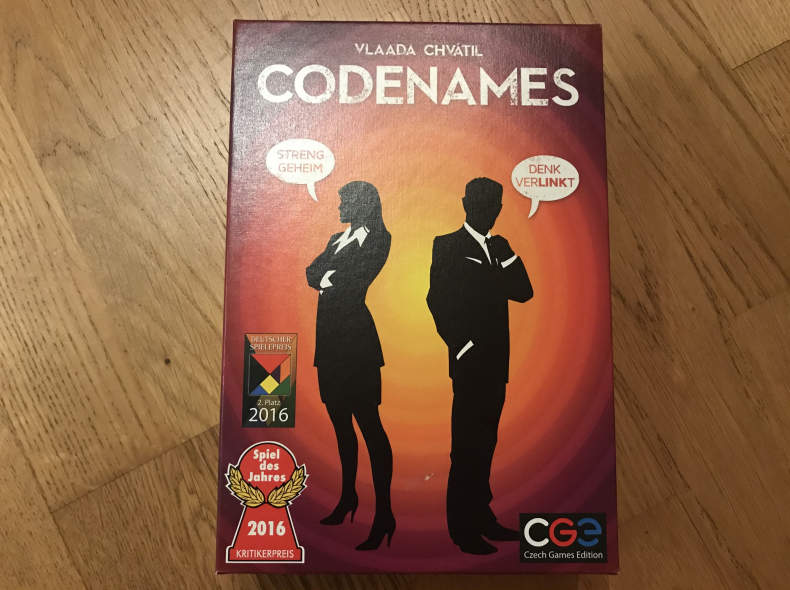 VLAADA CHVÁTIL
CODENAMES
STRENG
GEHEIM
DENK
VERLINKT
DEUTSCHER
SPIELEPREIS
2. Platz
2016
Spiel
des
Jahres
2016
KRITIKERPREIS
CGE
Czech Games Edition